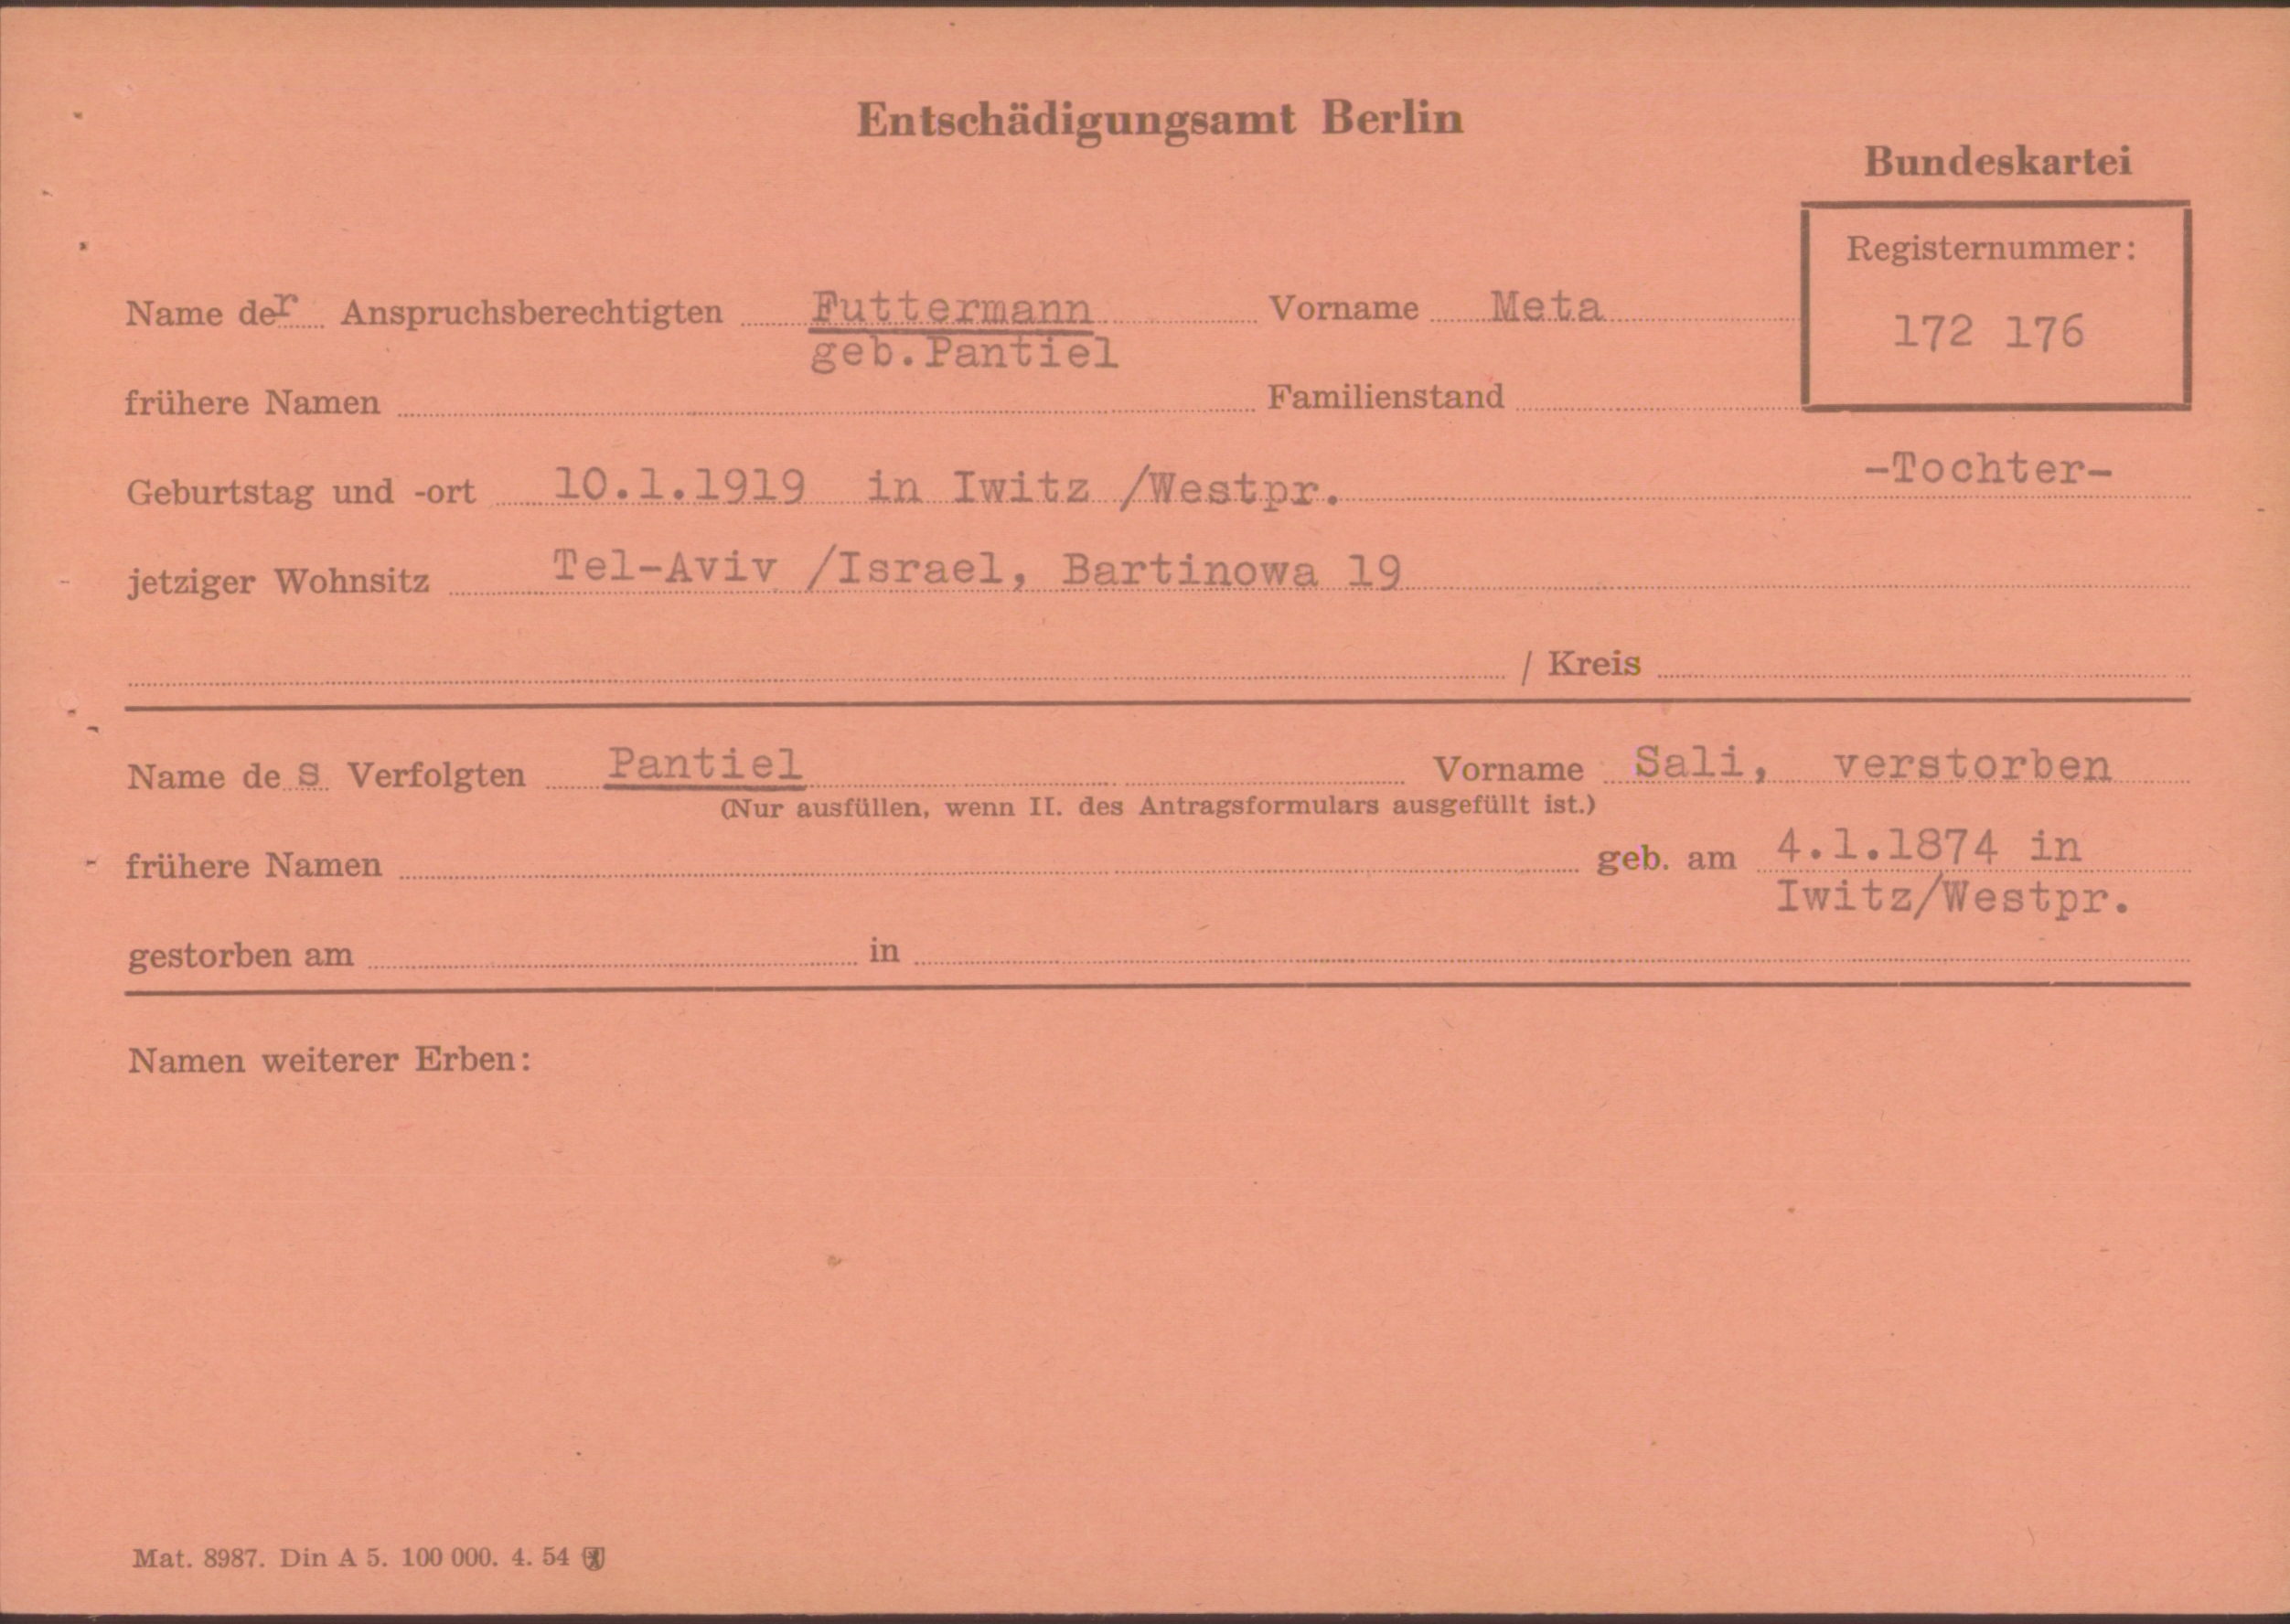 Entschädigungsamt Berlin
Bundeskartei
Registernummer:
172 176
Name der Anspruchsberechtigten Futtermann Vorname Meta
geb. Pantiel
frühere Namen Familienstand
-Tochter-
Geburtstag und -ort 10.1.1919 in Iwitz /Westpr.
jetziger Wohnsitz Tel-Aviv /Israel, Bartinowa 19
/ Kreis
Name de s Verfolgten Pantiel Vorname Sali, verstorben
(Nur ausfüllen, wenn II. des Antragsformulars ausgefüllt ist.)
frühere Namen geb. am 4.1.1874 in
Iwitz/Westpr.
gestorben am in
Namen weiterer Erben:
Mat. 8987. Din A 5. 100 000. 4. 54